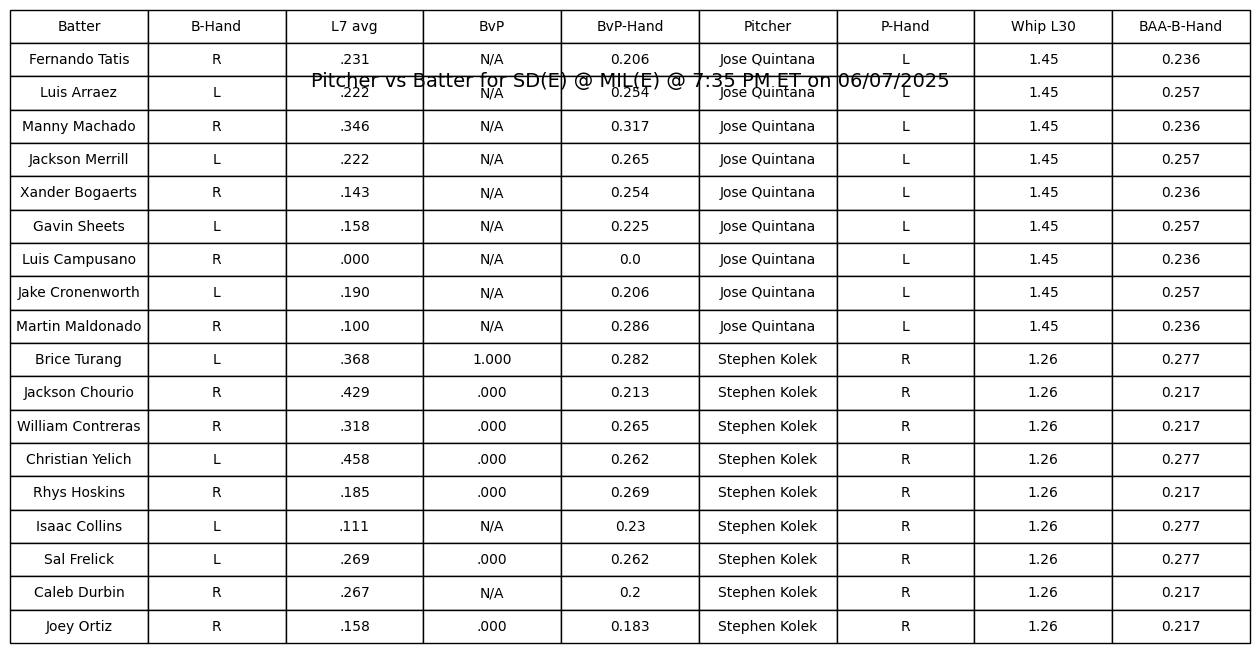 Batter B-Hand L7 avg BvP BvP-Hand Pitcher P-Hand Whip L30 BAA-B-Hand
Fernando Tatis R .231 N/A 0.206 Jose Quintana L 1.45 0.236
Pitcher vs Batter for SD(E) @ MIL(E) @ 7:35 PM ET on 06/07/2025
Luis Arraez L .222 N/A 0.254 Jose Quintana L 1.45 0.257
Manny Machado R .346 N/A 0.317 Jose Quintana L 1.45 0.236
Jackson Merrill L .222 N/A 0.265 Jose Quintana L 1.45 0.257
Xander Bogaerts R .143 N/A 0.254 Jose Quintana L 1.45 0.236
Gavin Sheets L .158 N/A 0.225 Jose Quintana L 1.45 0.257
Luis Campusano R .000 N/A 0.0 Jose Quintana L 1.45 0.236
Jake Cronenworth L .190 N/A 0.206 Jose Quintana L 1.45 0.257
Martin Maldonado R .100 N/A 0.286 Jose Quintana L 1.45 0.236
Brice Turang L .368 1.000 0.282 Stephen Kolek R 1.26 0.277
Jackson Chourio R .429 .000 0.213 Stephen Kolek R 1.26 0.217
William Contreras R .318 .000 0.265 Stephen Kolek R 1.26 0.217
Christian Yelich L .458 .000 0.262 Stephen Kolek R 1.26 0.277
Rhys Hoskins R .185 .000 0.269 Stephen Kolek R 1.26 0.217
Isaac Collins L .111 N/A 0.23 Stephen Kolek R 1.26 0.277
Sal Frelick L .269 .000 0.262 Stephen Kolek R 1.26 0.277
Caleb Durbin R .267 N/A 0.2 Stephen Kolek R 1.26 0.217
Joey Ortiz R .158 .000 0.183 Stephen Kolek R 1.26 0.217